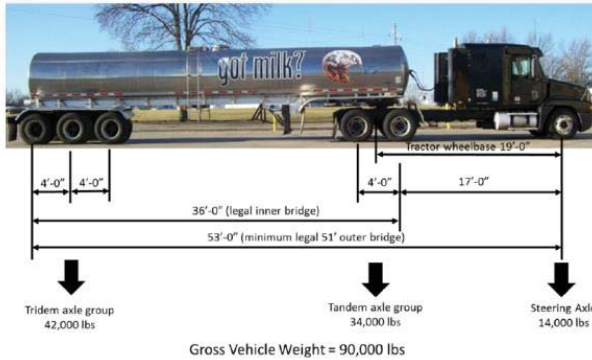 got milk?
Tractor wheelbase 19'-0"
4'-0" 4'-0" 4'-0" 17'-0"
36'-0" (legal inner bridge)
53'-0" (minimum legal 51' outer bridge)
Tridem axle group
42,000 lbs
Tandem axle group
34,000 lbs
Steering Axle
14,000 lbs
Gross Vehicle Weight = 90,000 lbs